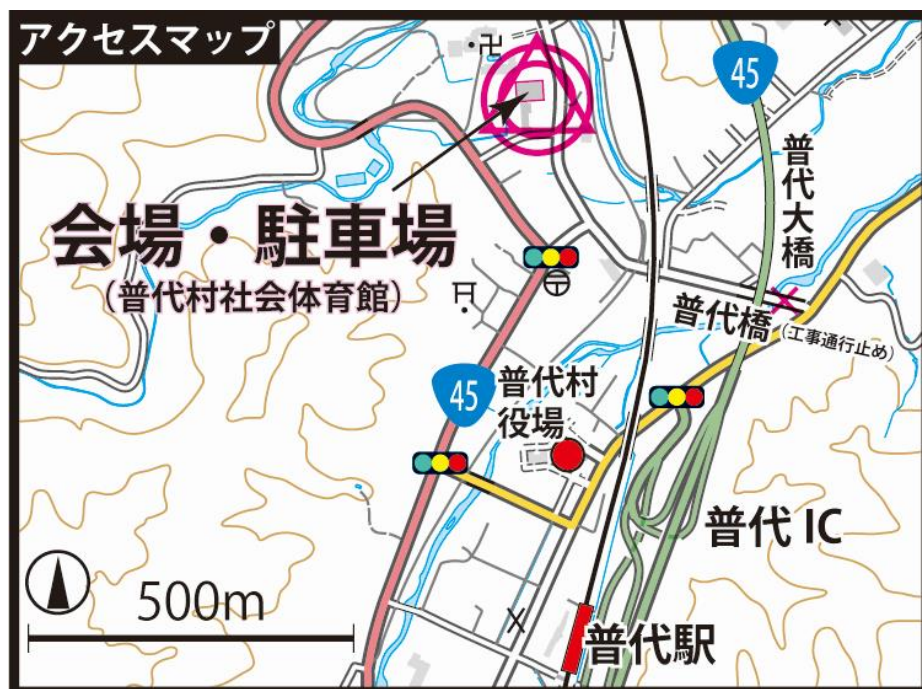 アクセスマップ
45
普代大橋
会場・駐車場
（普代村社会体育館）
普代橋（工事通行止め）
45
普代村
役場
普代 IC
500m
普代駅